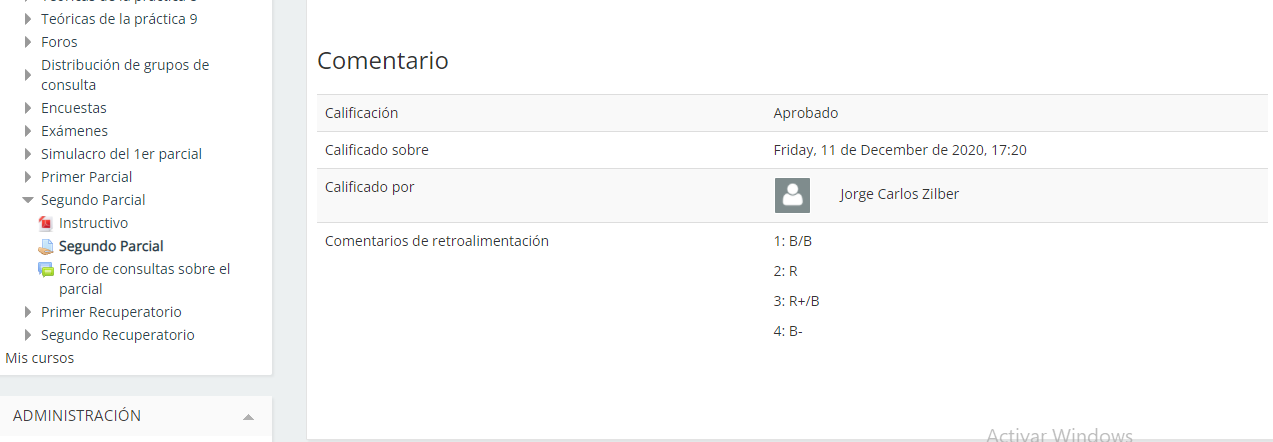 Teóricas de la práctica 9
Foros
Distribución de grupos de
consulta
Encuestas
Exámenes
Simulacro del 1er parcial
Primer Parcial
Segundo Parcial
Instructivo
Segundo Parcial
Foro de consultas sobre el
parcial
Primer Recuperatorio
Segundo Recuperatorio
Mis cursos
ADMINISTRACIÓN
Comentario
Calificación Aprobado
Calificado sobre Friday, 11 de December de 2020, 17:20
Calificado por Jorge Carlos Zilber
Comentarios de retroalimentación 1: B/B
2: R
3: R+/B
4: B-
Activar Windows